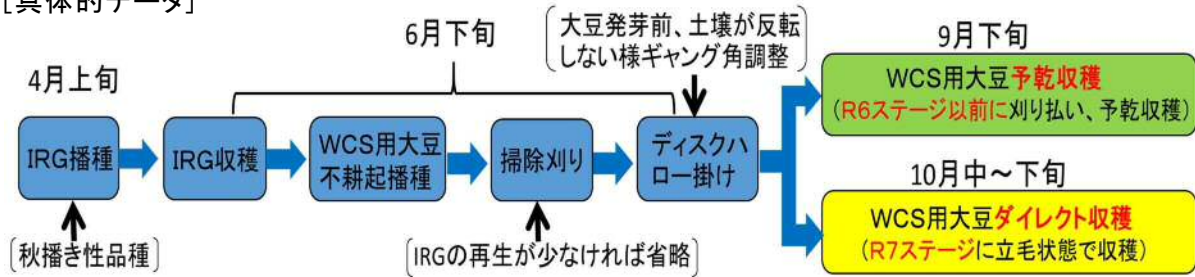 [具体的データ]
6月下旬
大豆発芽前、土壌が反転
しない様ギャング角調整
9月下旬
4月上旬
WCS用大豆予乾収穫
(R6ステージ以前に刈り払い、予乾収穫)
IRG播種
IRG収穫
WCS用大豆
不耕起播種
掃除刈り
ディスクハ
ロー掛け
10月中～下旬
WCS用大豆ダイレクト収穫
(R7ステージに立毛状態で収穫)
秋播き性品種
IRGの再生が少なければ省略